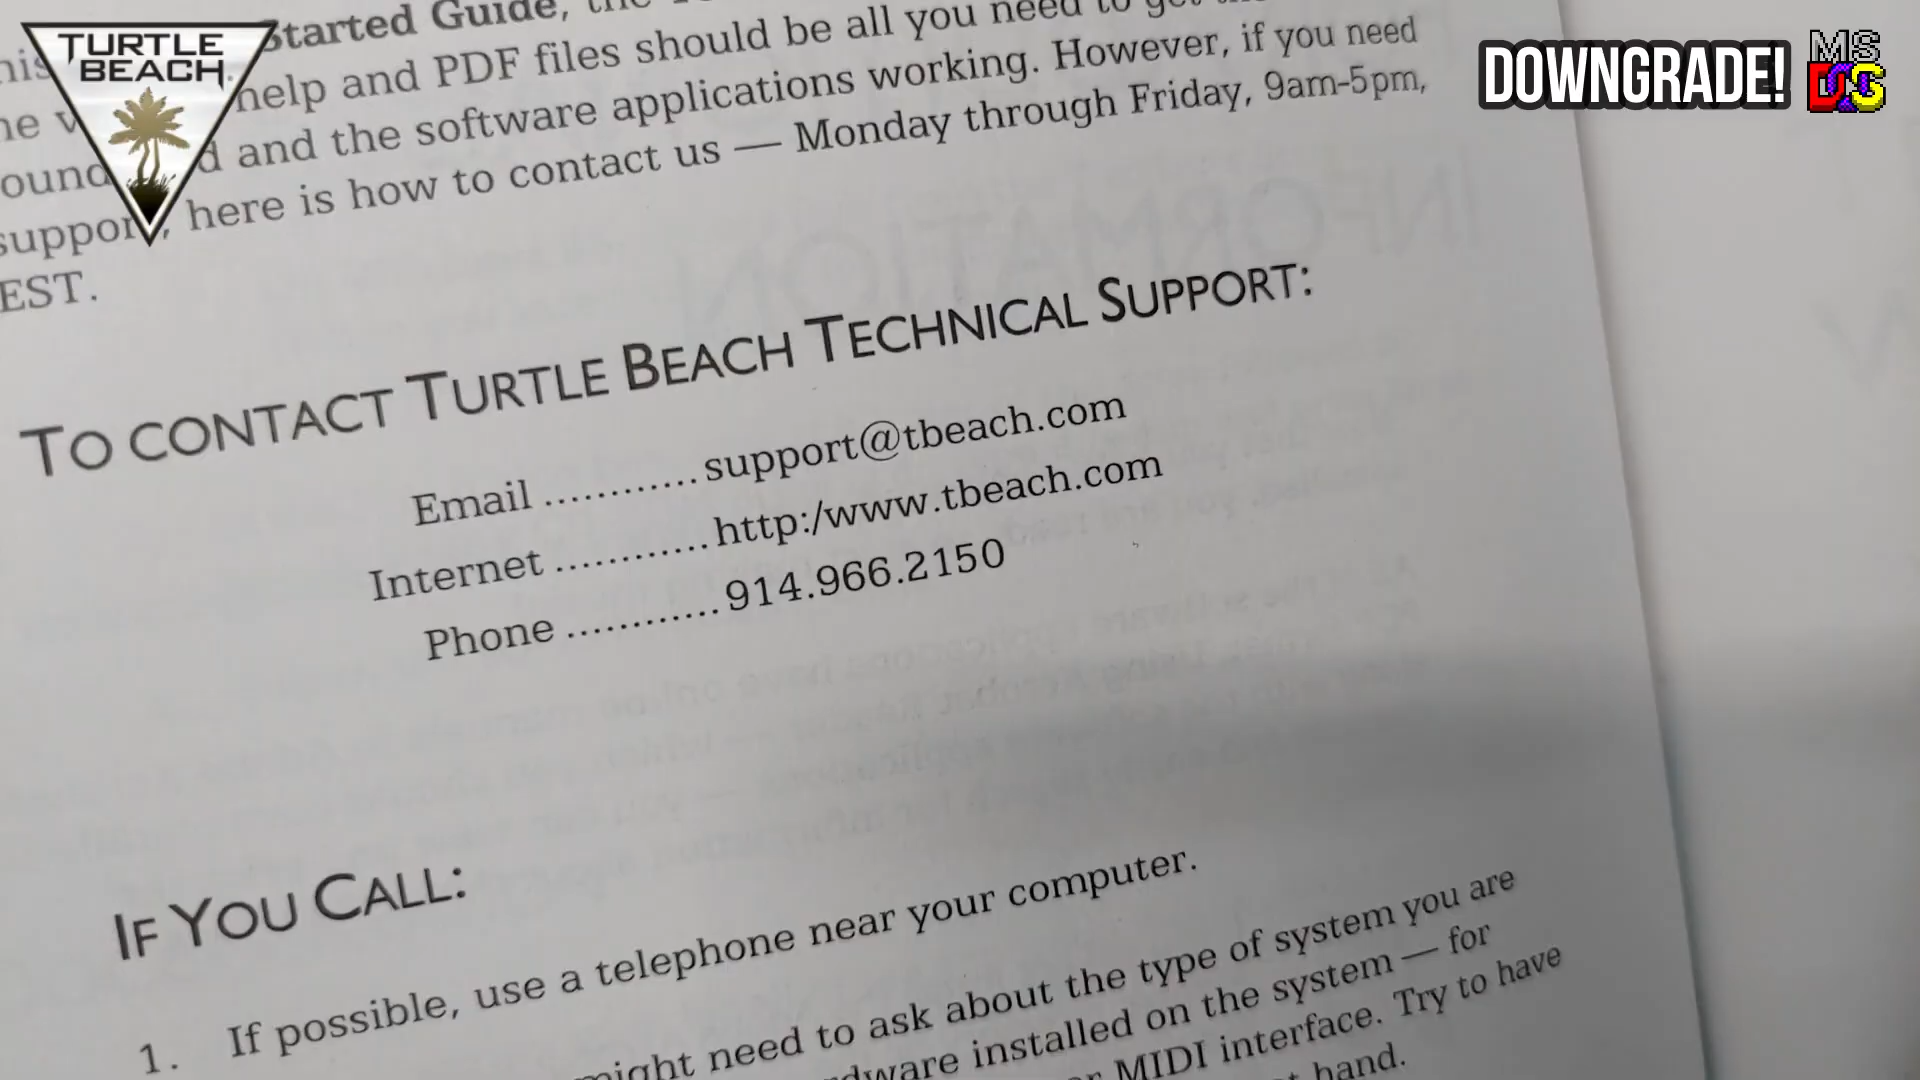 TURTLE
BEACH
DOWNGRADE!
MS
DOS
Started Guide, the
help and PDF files should be all you need to get
and the software applications working. However, if you need
support, here is how to contact us — Monday through Friday, 9am-5pm,
EST.
TO CONTACT TURTLE BEACH TECHNICAL SUPPORT:
Email ............support@tbeach.com
Internet ............http:/www.tbeach.com
Phone ............914.966.2150
IF YOU CALL:
1. If possible, use a telephone near your computer.
might need to ask about the type of system you are
installed on the system — for
MIDI interface. Try to have
hand.